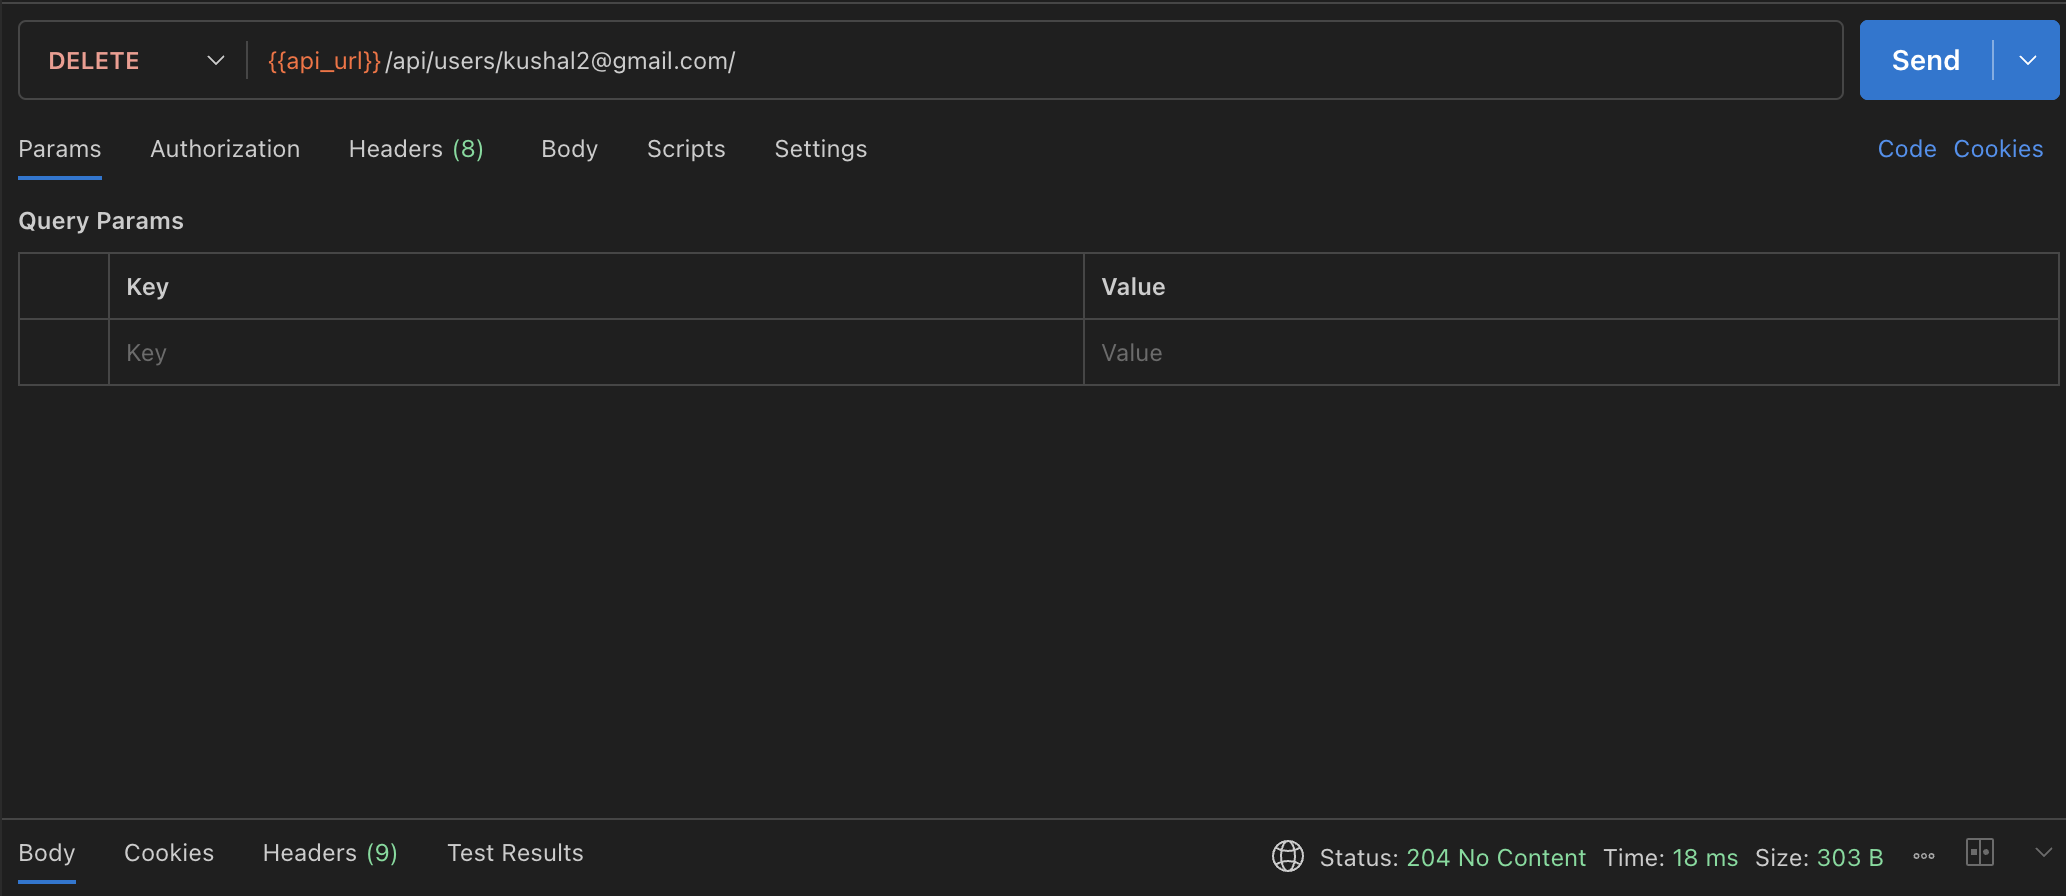 DELETE {{api_url}}/api/users/kushal2@gmail.com/ Send
Params Authorization Headers (8) Body Scripts Settings Code Cookies
Query Params
Key Value
Key Value
Body Cookies Headers (9) Test Results Status: 204 No Content Time: 18 ms Size: 303 B